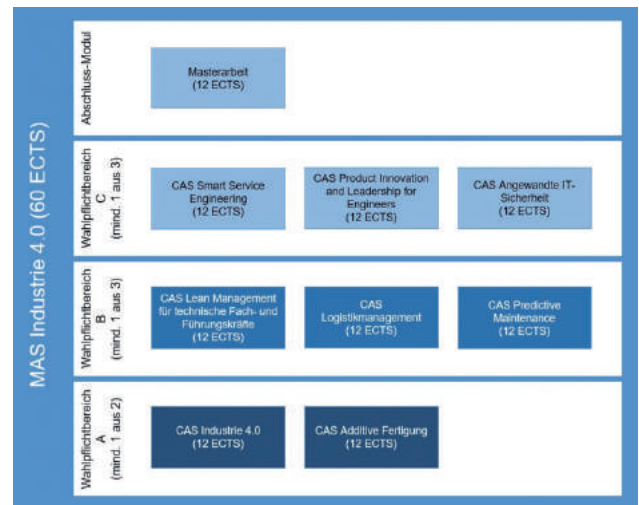 MAS Industrie 4.0 (60 ECTS)
Abschluss-Modul
Masterarbeit
(12 ECTS)
Wahlpflichtbereich
C
(mind. 1 aus 3)
CAS Smart Service
Engineering
(12 ECTS)
CAS Product Innovation
and Leadership for
Engineers
(12 ECTS)
CAS Angewandte IT-
Sicherheit
(12 ECTS)
Wahlpflichtbereich
B
(mind. 1 aus 3)
CAS Lean Management
für technische Fach- und
Führungskräfte
(12 ECTS)
CAS
Logistikmanagement
(12 ECTS)
CAS Predictive
Maintenance
(12 ECTS)
Wahlpflichtbereich
A
(mind. 1 aus 2)
CAS Industrie 4.0
(12 ECTS)
CAS Additive Fertigung
(12 ECTS)